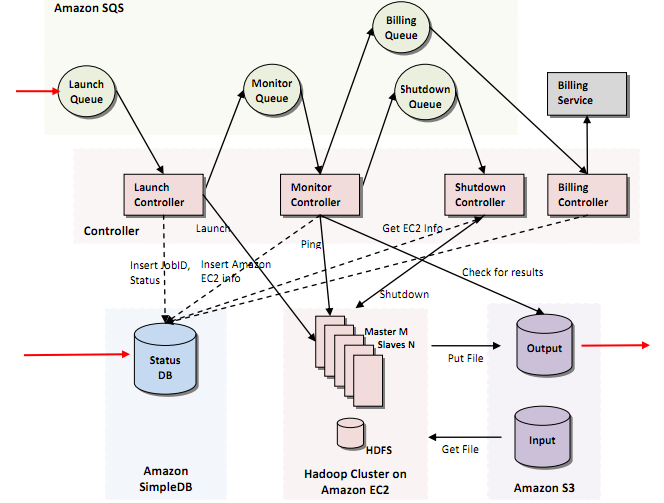 Amazon SQS
Launch
Queue
Monitor
Queue
Billing
Queue
Shutdown
Queue
Billing
Service
Launch
Controller
Monitor
Controller
Shutdown
Controller
Billing
Controller
Controller
Launch
Ping
Get EC2 Info
Insert JobID,
Status
Insert Amazon
EC2 info
Check for results
Shutdown
Status
DB
Master M
Slaves N
Put File
Output
HDFS
Get File
Input
Amazon
SimpleDB
Hadoop Cluster on
Amazon EC2
Amazon S3